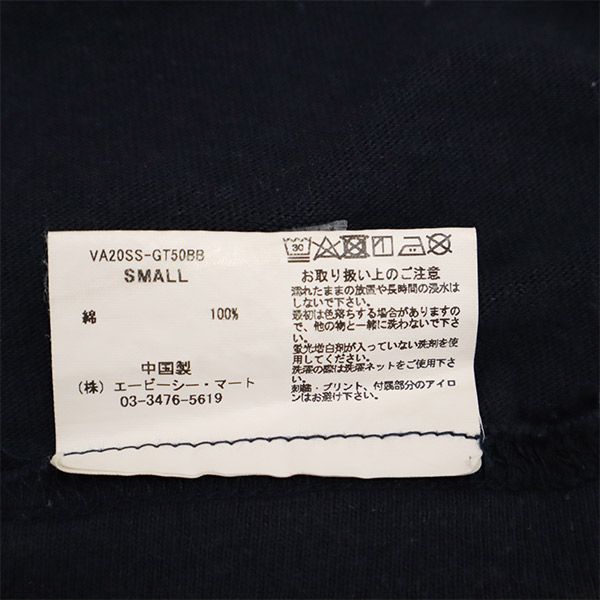 VA20SS-GT50BB
SMALL
綿 100%
中国製
(株) エービーシー・マート
03-3476-5619
30
お取り扱い上のご注意
濡れたままの放置や長時間の浸水は
しないで下さい。
最初は色落ちする場合がありますの
で、他の物と一緒に洗わないで下さ
い。
蛍光増白剤が入っていない洗剤を使
用してください。
洗濯の際は洗濯ネットをご使用下さい。
刺繍・プリント、付属部分のアイロ
ンはお避け下さい。